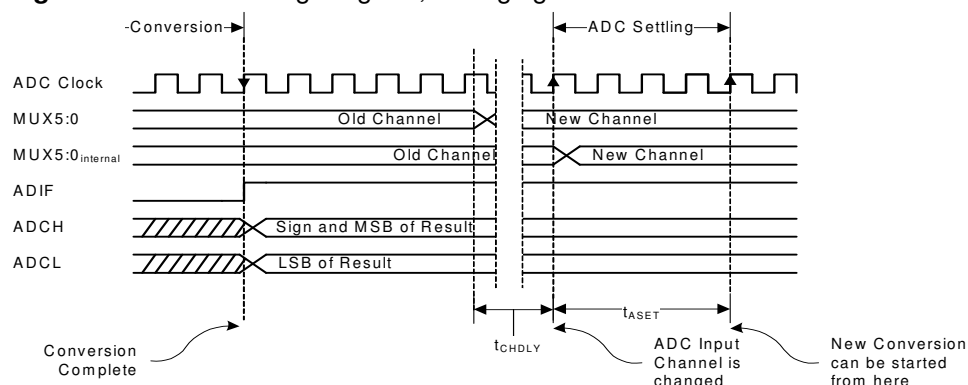 -Conversion
ADC Settling
ADC Clock
MUX5:0
Old Channel
New Channel
MUX5:0internal
Old Channel
New Channel
ADIF
ADCH
Sign and MSB of Result
ADCL
LSB of Result
tCHDLY
tASET
Conversion
Complete
ADC Input
Channel is
changed
New Conversion
can be started
from here